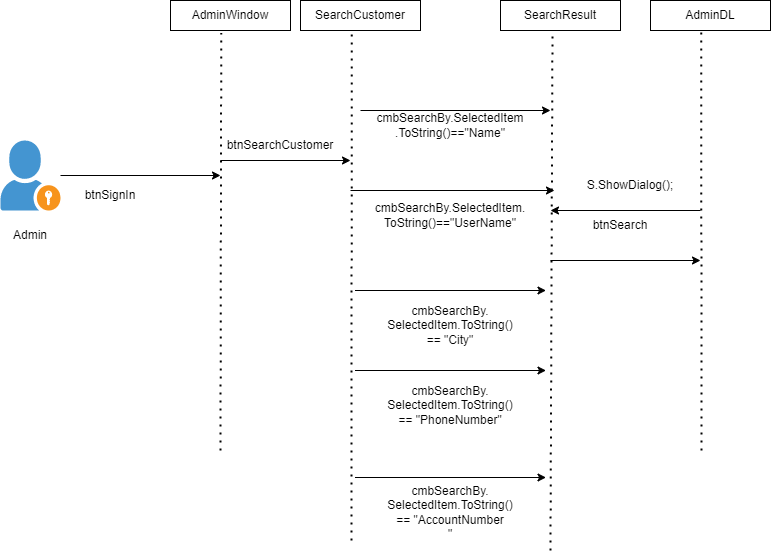 AdminWindow
SearchCustomer
SearchResult
AdminDL
cmbSearchBy.SelectedItem
.ToString()=="Name"
btnSearchCustomer
btnSignIn
S.ShowDialog();
cmbSearchBy.SelectedItem.
ToString()=="UserName"
btnSearch
Admin
cmbSearchBy.
SelectedItem.ToString()
== "City"
cmbSearchBy.
SelectedItem.ToString()
== "PhoneNumber"
cmbSearchBy.
SelectedItem.ToString()
== "AccountNumber
"